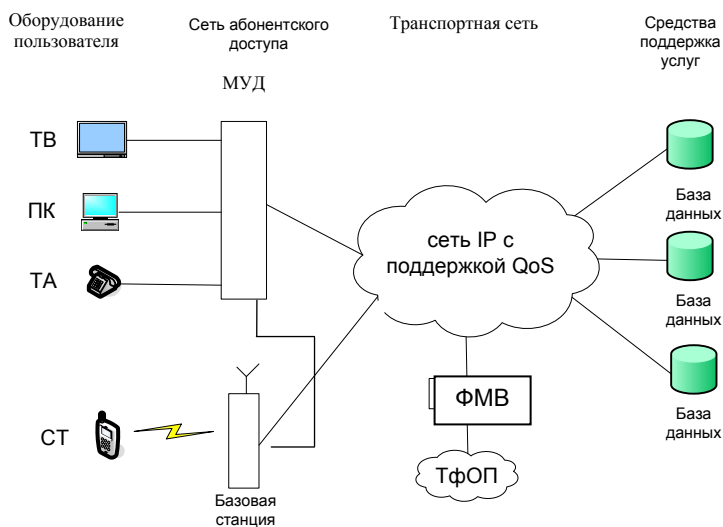 Оборудование
пользователя
Сеть абонентского
доступа
Транспортная сеть
Средства
поддержка
услуг
МУД
ТВ
ПК
ТА
СТ
Базовая
станция
сеть IP с
поддержкой QoS
ФМВ
ТфОП
База
данных
База
данных
База
данных